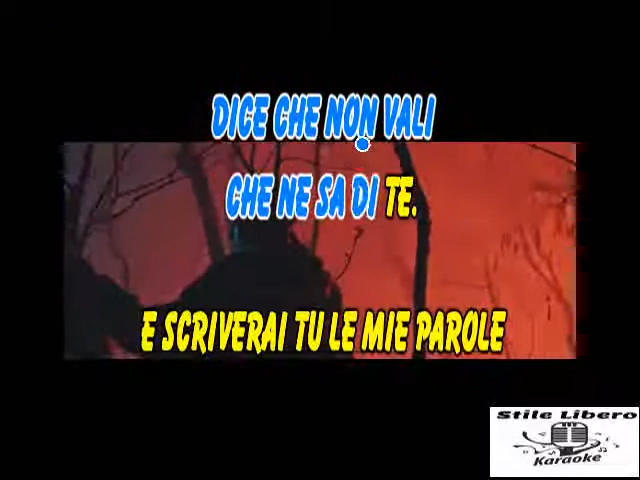 DICE CHE NON VALI
CHE NE SA DI TE.
E SCRIVERAI TU LE MIE PAROLE
Stile Libero
Karaoke